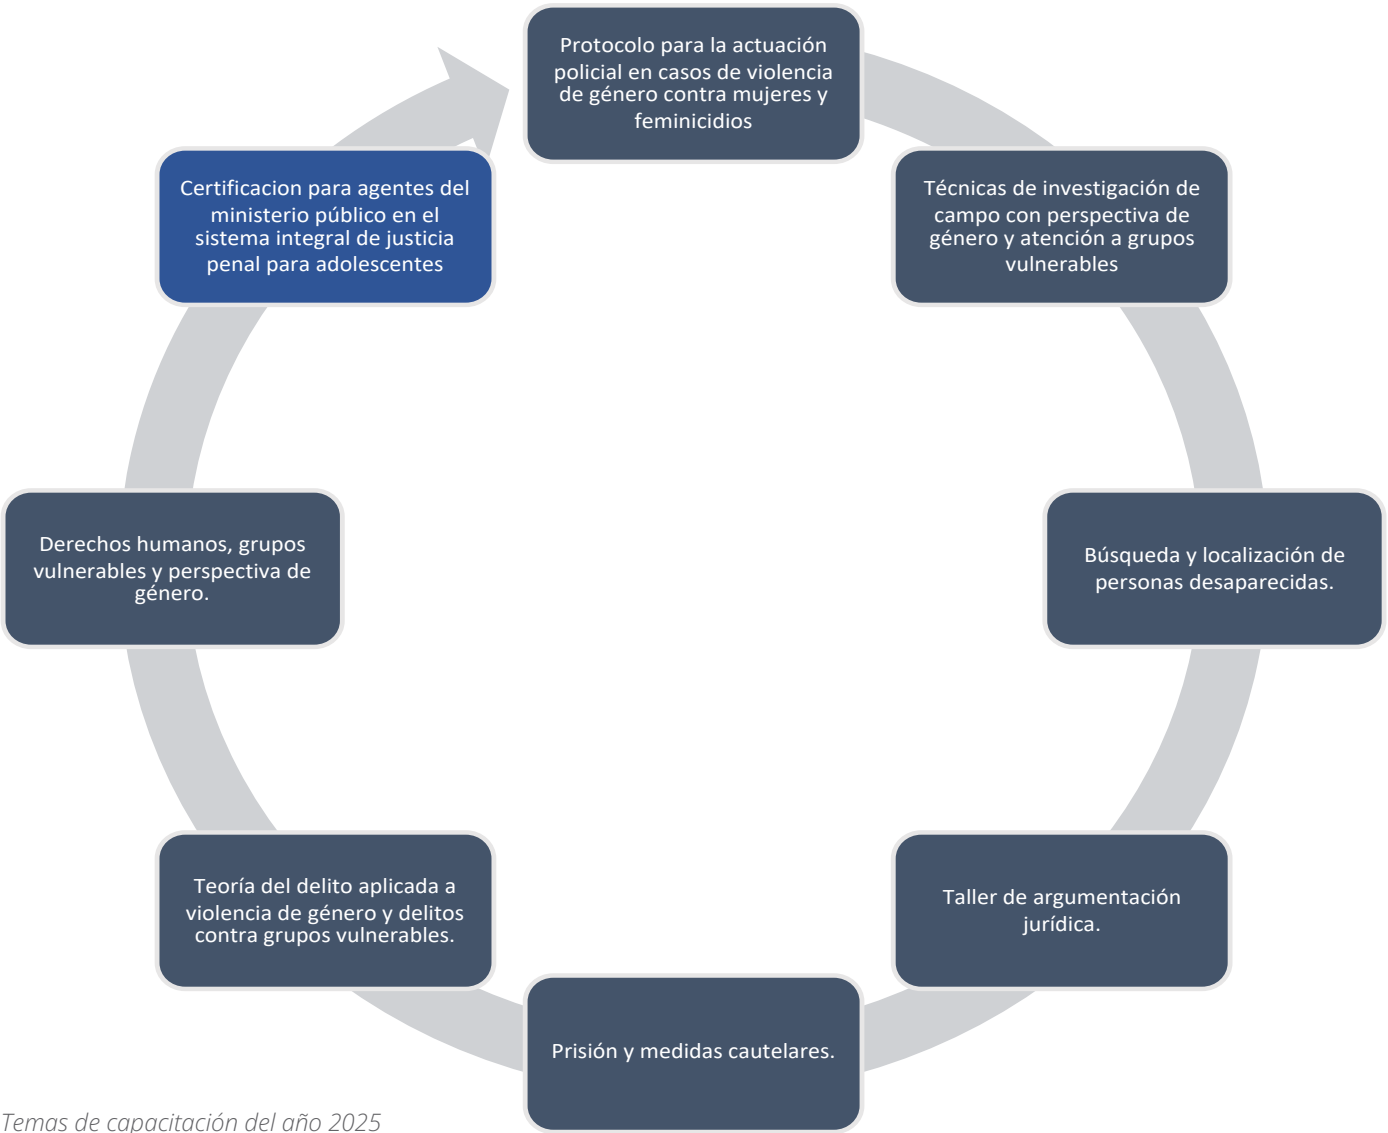 Protocolo para la actuación
policial en casos de violencia
de género contra mujeres y
feminicidios
Técnicas de investigación de
campo con perspectiva de
género y atención a grupos
vulnerables
Búsqueda y localización de
personas desaparecidas.
Taller de argumentación
jurídica.
Prisión y medidas cautelares.
Teoría del delito aplicada a
violencia de género y delitos
contra grupos vulnerables.
Derechos humanos, grupos
vulnerables y perspectiva de
género.
Certificacion para agentes del
ministerio público en el
sistema integral de justicia
penal para adolescentes
Temas de capacitación del año 2025